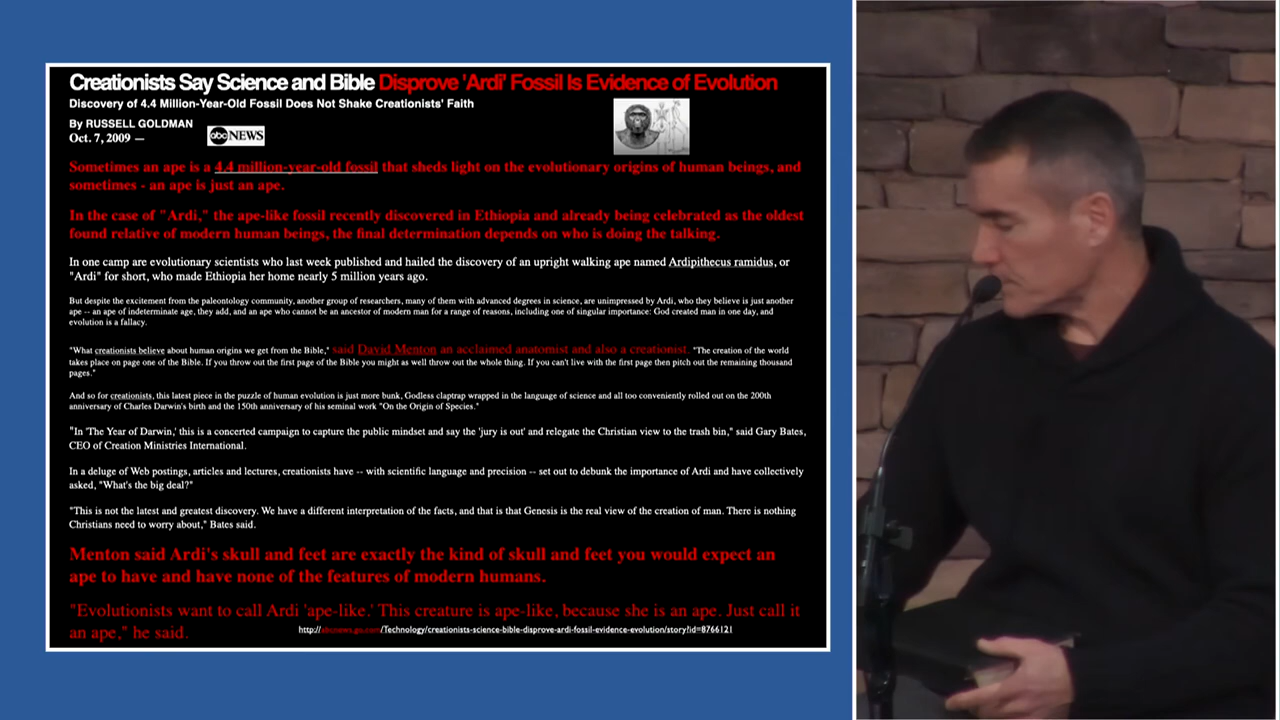 Creationists Say Science and Bible Disprove 'Ardi' Fossil Is Evidence of Evolution
Discovery of 4.4 Million-Year-Old Fossil Does Not Shake Creationists' Faith
By RUSSELL GOLDMAN
Oct. 7, 2009 —
abc NEWS
Sometimes an ape is a 4.4 million-year-old fossil that sheds light on the evolutionary origins of human beings, and
sometimes - an ape is just an ape.
In the case of "Ardi," the ape-like fossil recently discovered in Ethiopia and already being celebrated as the oldest
found relative of modern human beings, the final determination depends on who is doing the talking.
In one camp are evolutionary scientists who last week published and hailed the discovery of an upright walking ape named Ardipithecus ramidus, or
"Ardi" for short, who made Ethiopia her home nearly 5 million years ago.
But despite the excitement from the paleontology community, another group of researchers, many of them with advanced degrees in science, are unimpressed by Ardi, who they believe is just another
ape -- an ape of indeterminate age, they add, and an ape who cannot be an ancestor of modern man for a range of reasons, including one of singular importance: God created man in one day, and
evolution is a fallacy.
"What creationists believe about human origins we get from the Bible," said David Menton an acclaimed anatomist and also a creationist. "The creation of the world
takes place on page one of the Bible. If you throw out the first page of the Bible you might as well throw out the whole thing. If you can't live with the first page then pitch out the remaining thousand
pages."
And so for creationists, this latest piece in the puzzle of human evolution is just more bunk, Godless claptrap wrapped in the language of science and all too conveniently rolled out on the 200th
anniversary of Charles Darwin's birth and the 150th anniversary of his seminal work "On the Origin of Species."
"In 'The Year of Darwin,' this is a concerted campaign to capture the public mindset and say the 'jury is out' and relegate the Christian view to the trash bin," said Gary Bates,
CEO of Creation Ministries International.
In a deluge of Web postings, articles and lectures, creationists have -- with scientific language and precision -- set out to debunk the importance of Ardi and have collectively
asked, "What's the big deal?"
"This is not the latest and greatest discovery. We have a different interpretation of the facts, and that is that Genesis is the real view of the creation of man. There is nothing
Christians need to worry about," Bates said.
Menton said Ardi's skull and feet are exactly the kind of skull and feet you would expect an
ape to have and have none of the features of modern humans.
"Evolutionists want to call Ardi 'ape-like.' This creature is ape-like, because she is an ape. Just call it
an ape," he said.
http://abcnews.go.com/Technology/creationists-science-bible-disprove-ardi-fossil-evidence-evolution/story?id=8766121